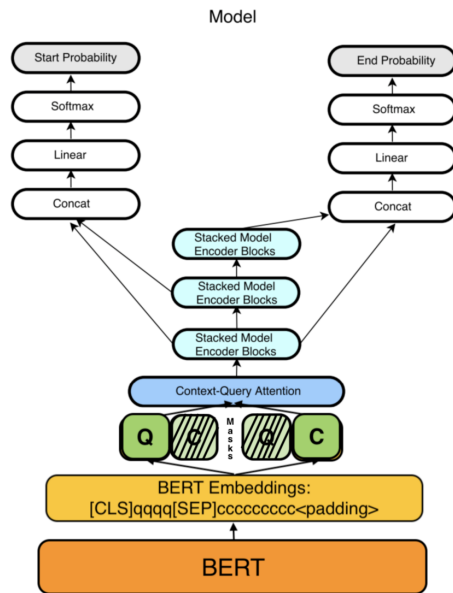 Model
Start Probability
End Probability
Softmax
Softmax
Linear
Linear
Concat
Concat
Stacked Model
Encoder Blocks
Stacked Model
Encoder Blocks
Stacked Model
Encoder Blocks
Context-Query Attention
Q
C
Masks
Q
C
BERT Embeddings:
[CLS]qqqq[SEP]ccccccccc<padding>
BERT